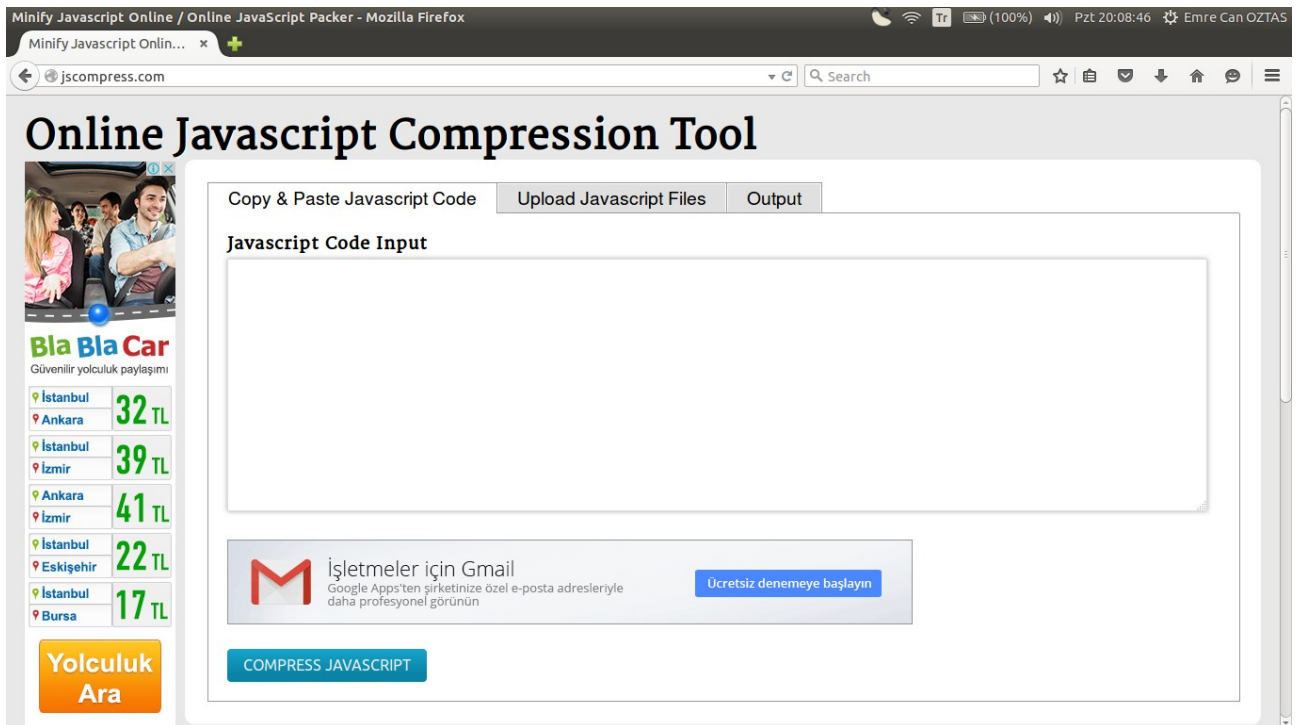 Minify Javascript Online / Online JavaScript Packer - Mozilla Firefox
Tr (100%) Pzt 20:08:46 Emre Can OZTAS
Minify Javascript Onlin...
jscompress.com
Search
Online Javascript Compression Tool
Bla Bla Car
Güvenilir yolculuk paylaşımı
İstanbul
Ankara
32 TL
İstanbul
İzmir
39 TL
Ankara
İzmir
41 TL
İstanbul
Eskişehir
22 TL
İstanbul
Bursa
17 TL
Yolculuk
Ara
Copy & Paste Javascript Code Upload Javascript Files Output
Javascript Code Input
İşletmeler için Gmail
Google Apps'ten şirketinize özel e-posta adresleriyle
daha profesyonel görünün
Ücretsiz denemeye başlayın
COMPRESS JAVASCRIPT